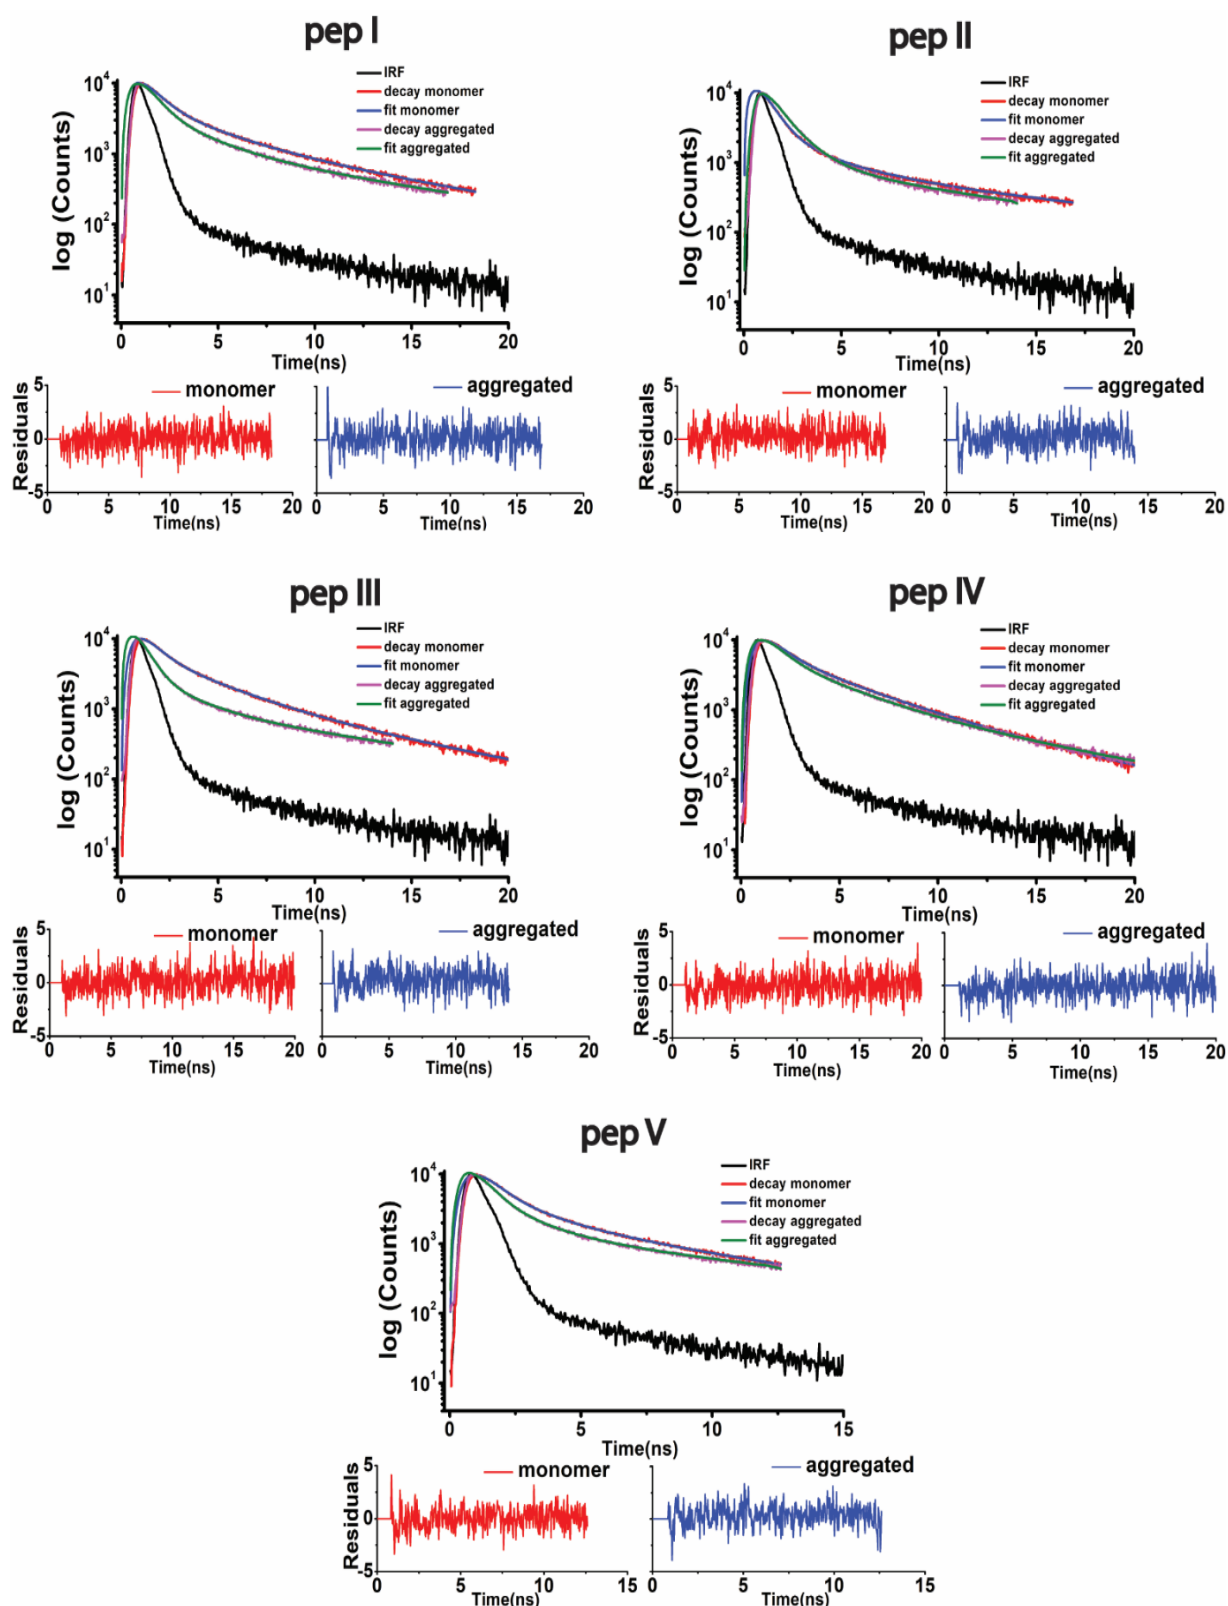 pep I
IRF
decay monomer
fit monomer
decay aggregated
fit aggregated
log (Counts)
10^4
10^3
10^2
10^1
0 5 10 15 20
Time(ns)
monomer
Residuals
5
0
-5
0 5 10 15 20
Time(ns)
aggregated
0 5 10 15 20
Time(ns)
pep II
IRF
decay monomer
fit monomer
decay aggregated
fit aggregated
log (Counts)
10^4
10^3
10^2
10^1
0 5 10 15 20
Time(ns)
monomer
Residuals
5
0
-5
0 5 10 15 20
Time(ns)
aggregated
0 5 10 15 20
Time(ns)
pep III
IRF
decay monomer
fit monomer
decay aggregated
fit aggregated
log (Counts)
10^4
10^3
10^2
10^1
0 5 10 15 20
Time(ns)
monomer
Residuals
5
0
-5
0 5 10 15 20
Time(ns)
aggregated
0 5 10 15 20
Time(ns)
pep IV
IRF
decay monomer
fit monomer
decay aggregated
fit aggregated
log (Counts)
10^4
10^3
10^2
10^1
0 5 10 15 20
Time(ns)
monomer
Residuals
5
0
-5
0 5 10 15 20
Time(ns)
aggregated
0 5 10 15 20
Time(ns)
pep V
IRF
decay monomer
fit monomer
decay aggregated
fit aggregated
log (Counts)
10^4
10^3
10^2
10^1
0 5 10 15
Time(ns)
monomer
Residuals
5
0
-5
0 5 10 15
Time(ns)
aggregated
0 5 10 15
Time(ns)